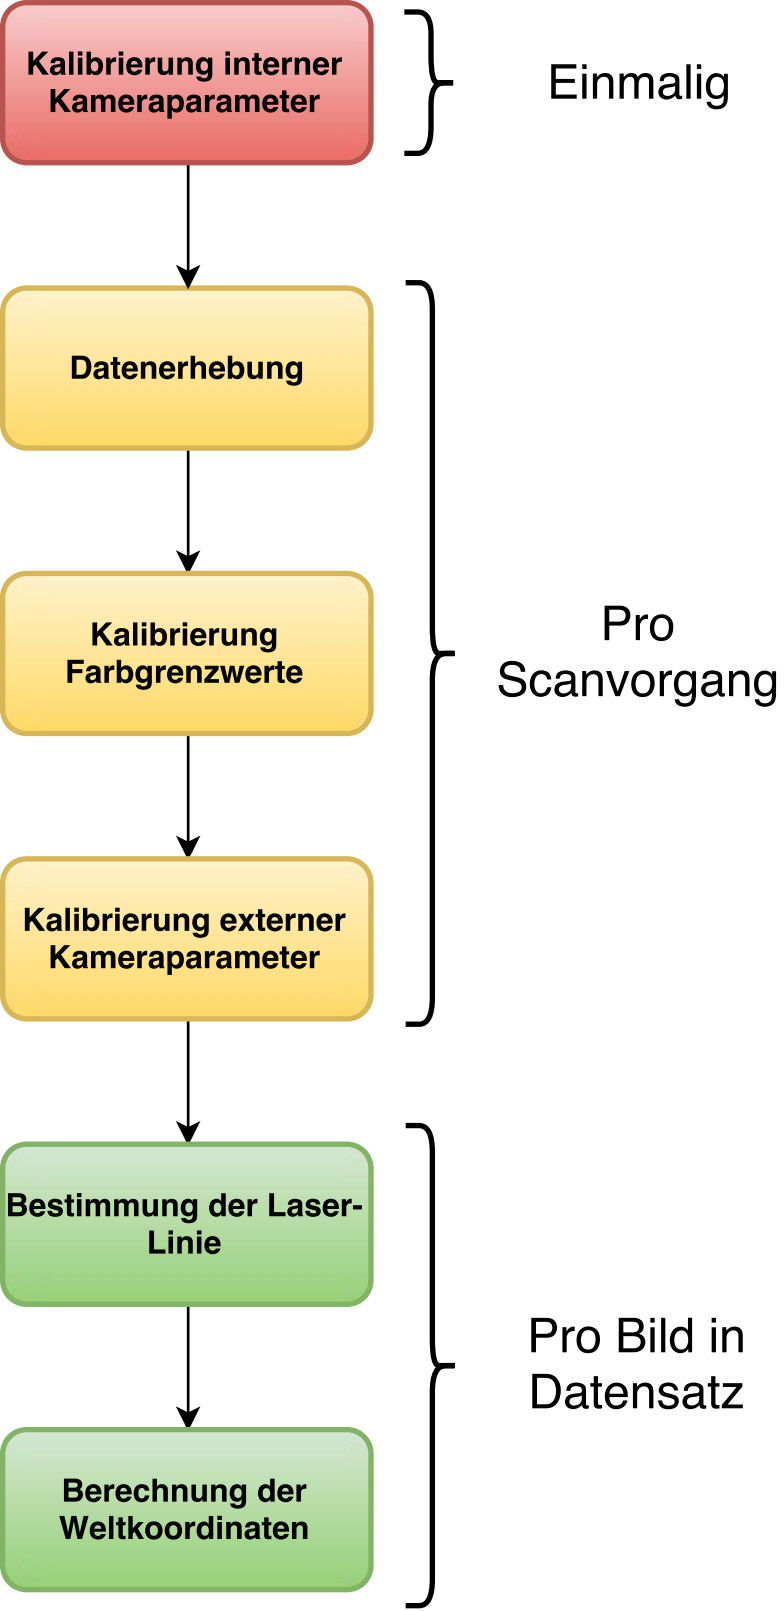 Kalibrierung interner
Kameraparameter
Einmalig
Datenerhebung
Kalibrierung
Farbgrenzwerte
Kalibrierung externer
Kameraparameter
Pro
Scanvorgang
Bestimmung der Laser-
Linie
Berechnung der
Weltkoordinaten
Pro Bild in
Datensatz